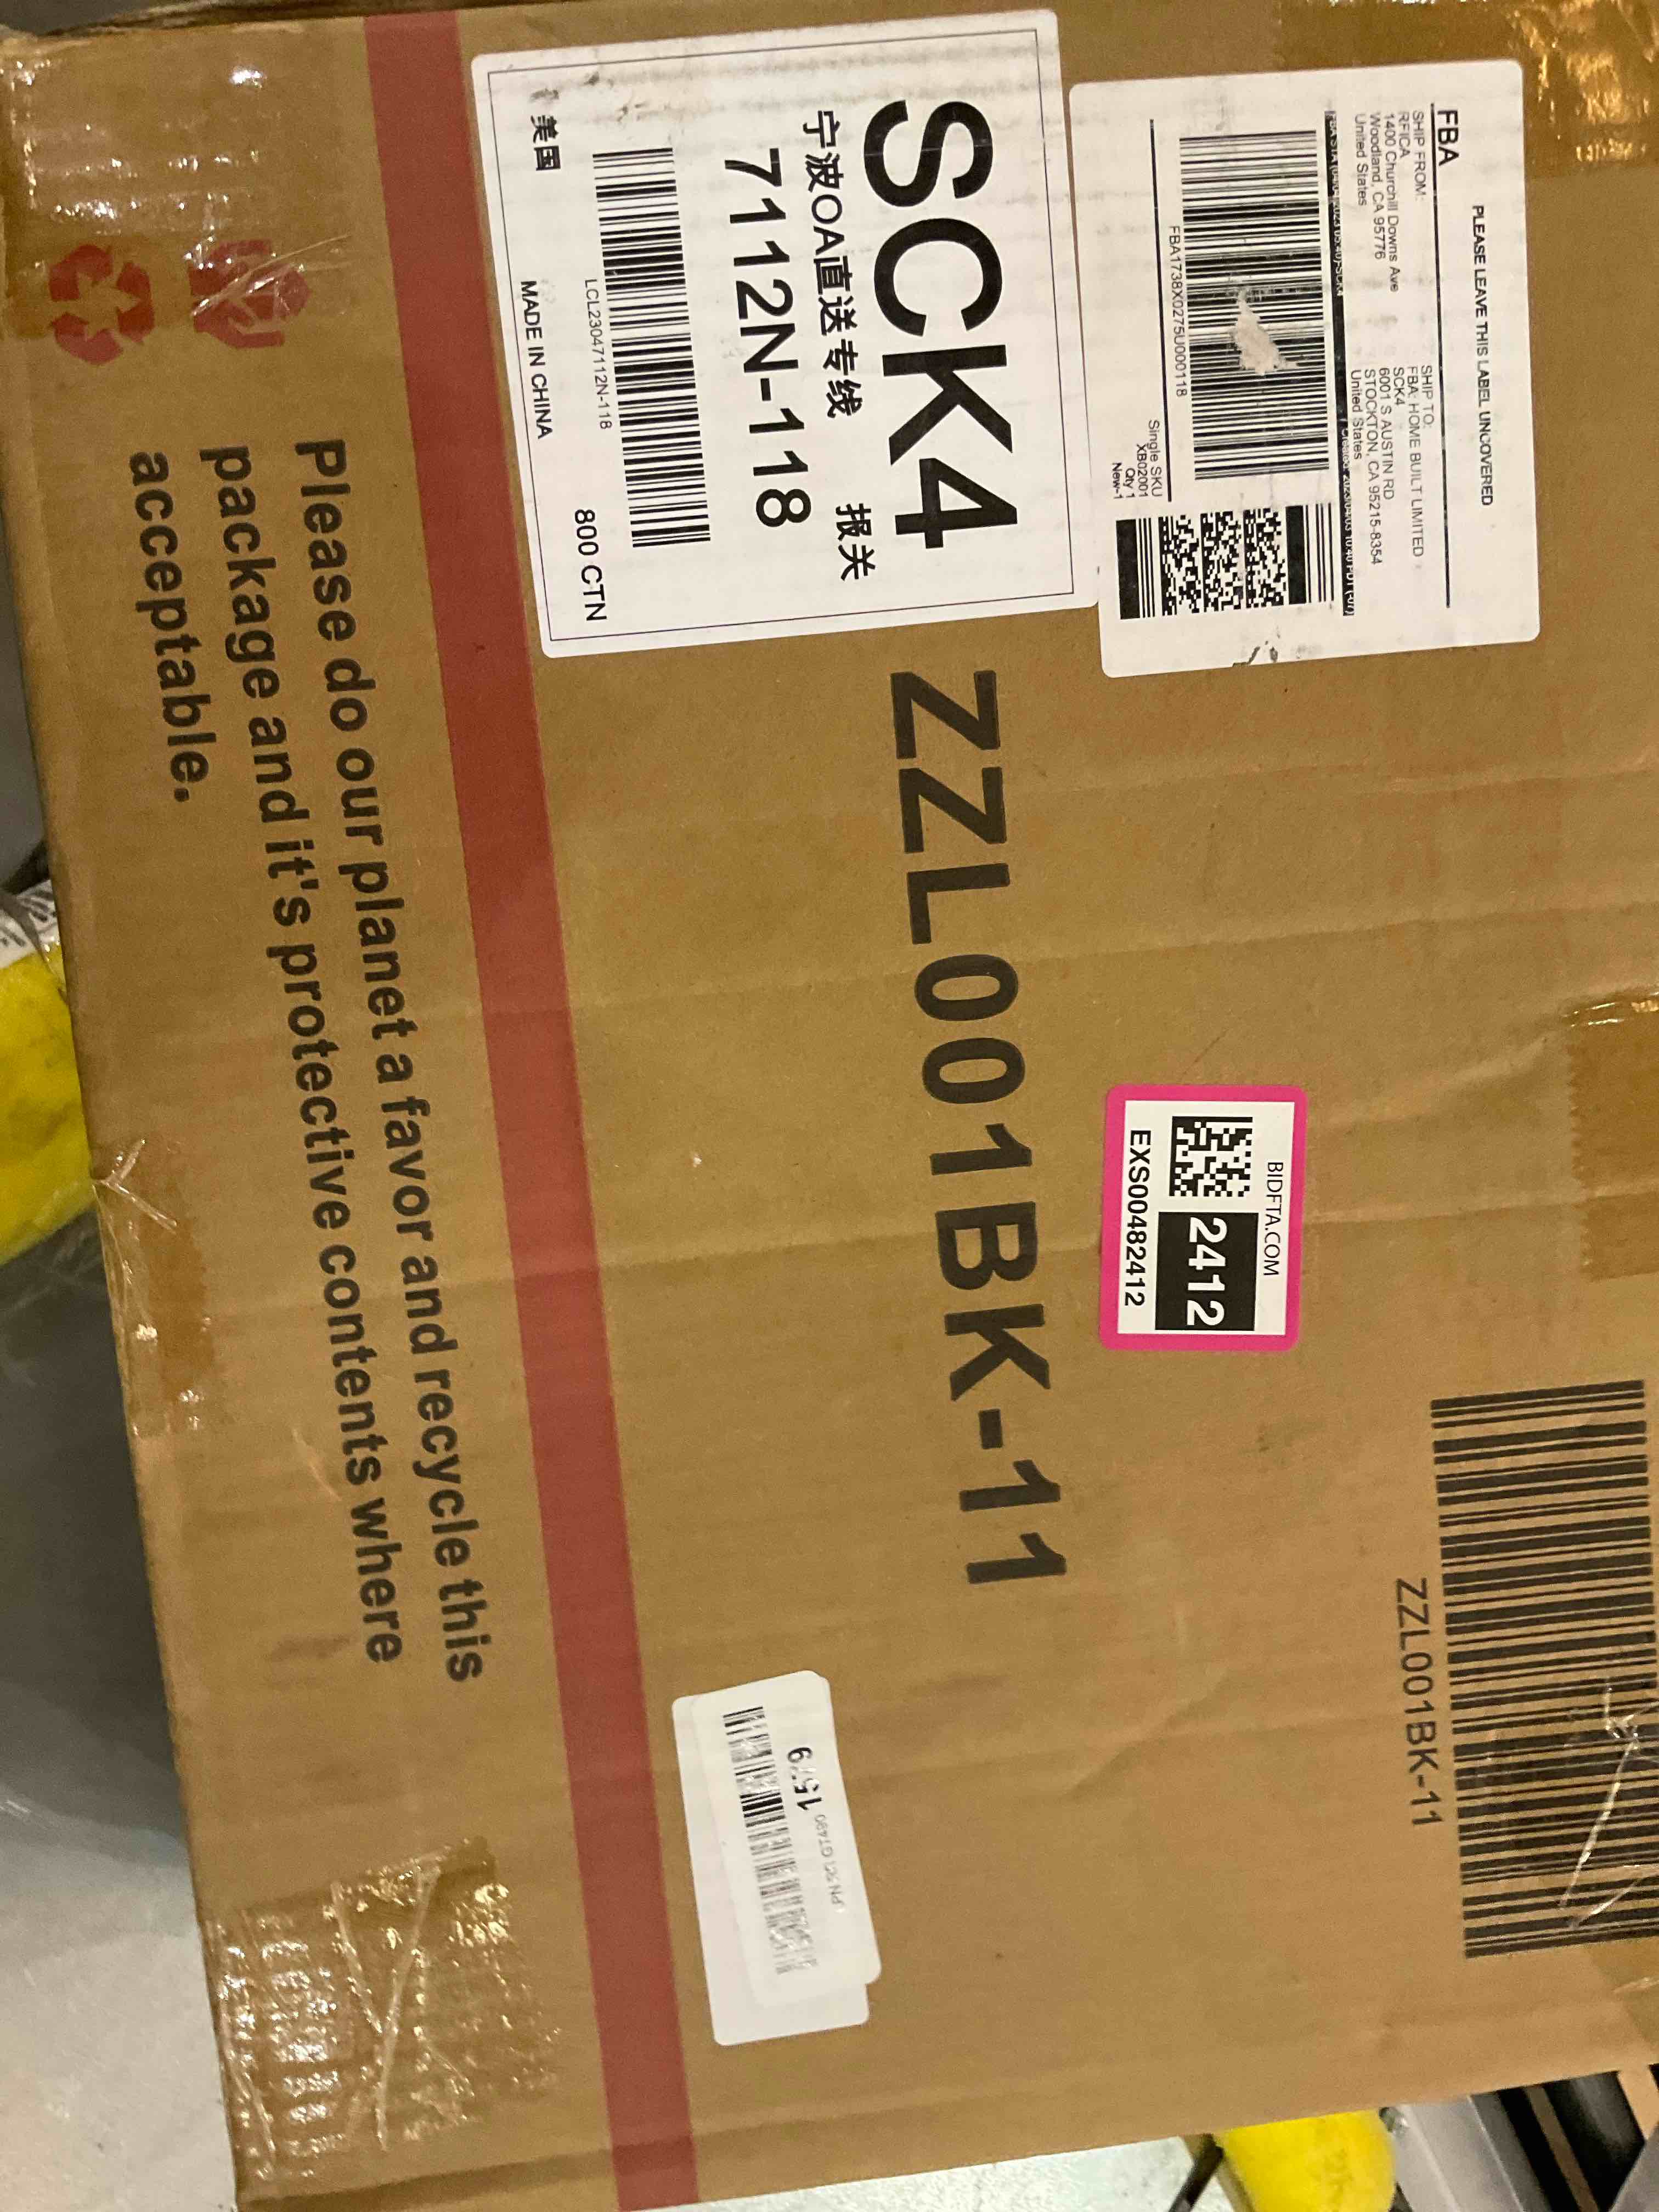 PLEASE LEAVE THIS LABEL UNCOVERED
FBA
SHIP FROM:
RFICA
1400 Churchill Downs Ave
Woodland, CA 95776
United States
SHIP TO:
FBA: HOME BUILT LIMITED
SCK4
6001 S AUSTIN RD
STOCKTON, CA 95215-8354
United States
FBA1738X0275U000118
Single SKU
XB02001
Qty 1
New-1
SCK4
宁波OA直送专线 报关
7112N-118
LCL23047112N-118
800 CTN
美国
MADE IN CHINA
ZZL001BK-11
BIDFTA.COM
2412
EXS00482412
ZZL001BK-11
Please do our planet a favor and recycle this
package and it's protective contents where
acceptable.